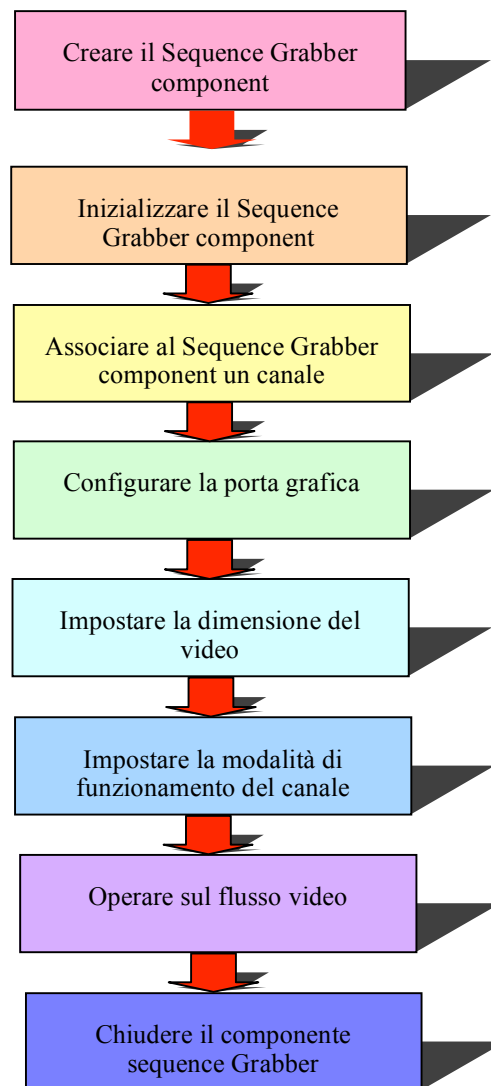 Creare il Sequence Grabber
component
Inizializzare il Sequence
Grabber component
Associare al Sequence Grabber
component un canale
Configurare la porta grafica
Impostare la dimensione del
video
Impostare la modalità di
funzionamento del canale
Operare sul flusso video
Chiudere il componente
sequence Grabber